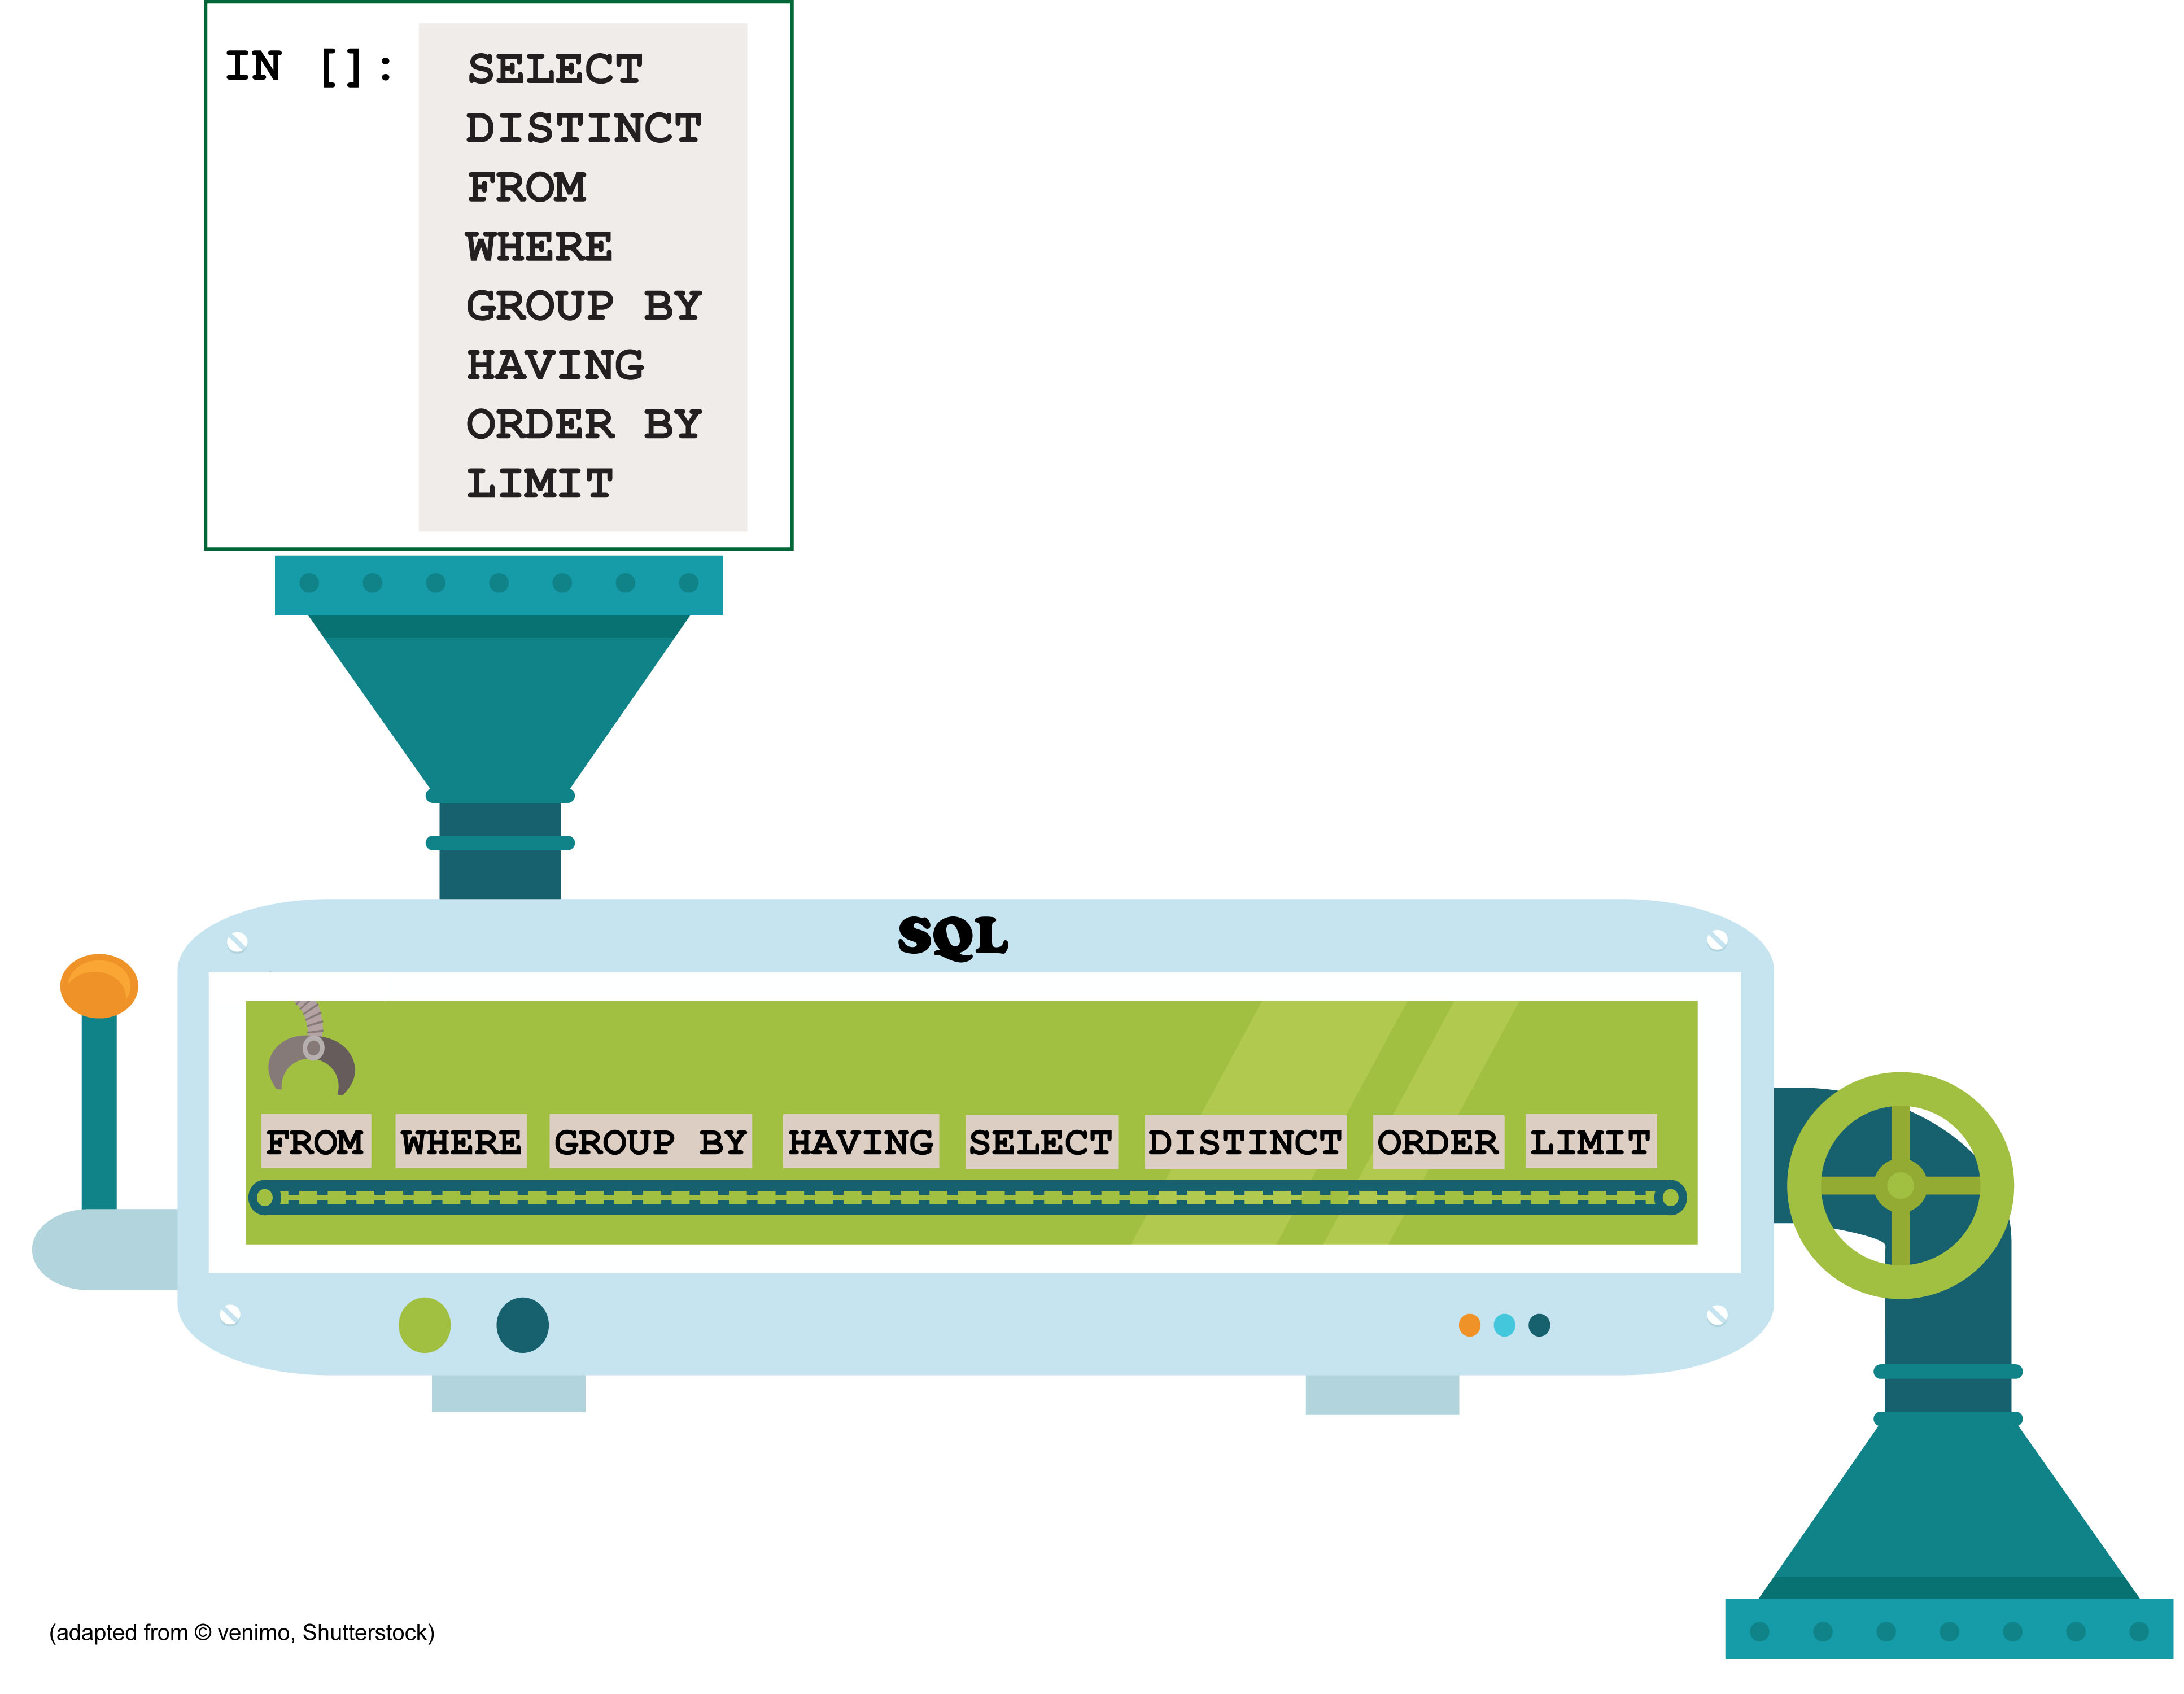 IN []:
SELECT
DISTINCT
FROM
WHERE
GROUP BY
HAVING
ORDER BY
LIMIT
SQL
FROM WHERE GROUP BY HAVING SELECT DISTINCT ORDER LIMIT
(adapted from © venimo, Shutterstock)